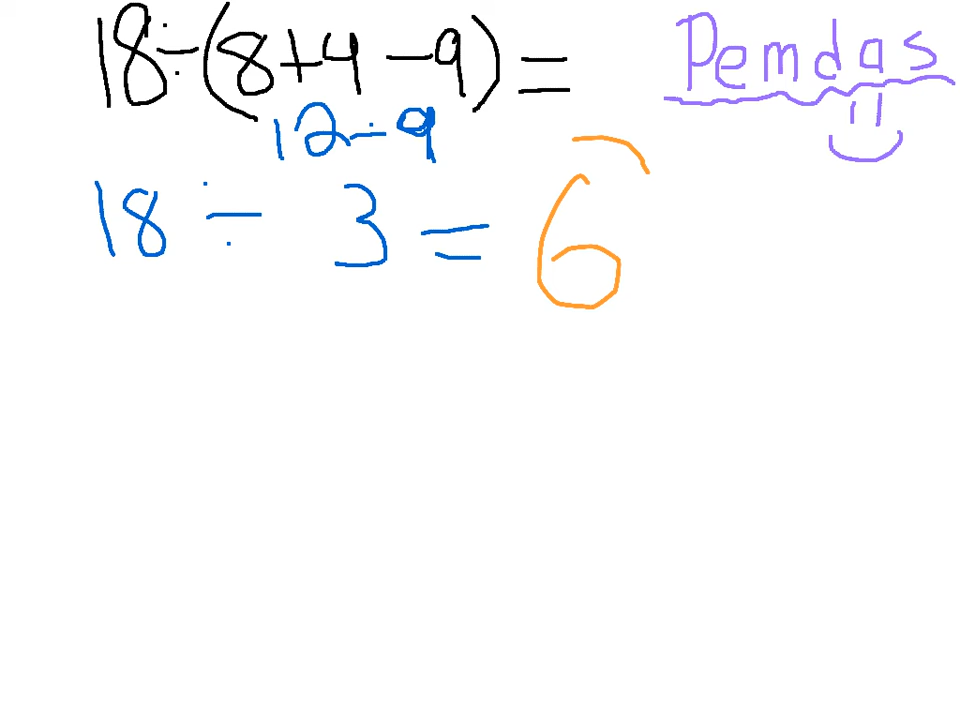 18÷(8+4-9)=
Pemdas
12÷9
18 ÷ 3 = 6